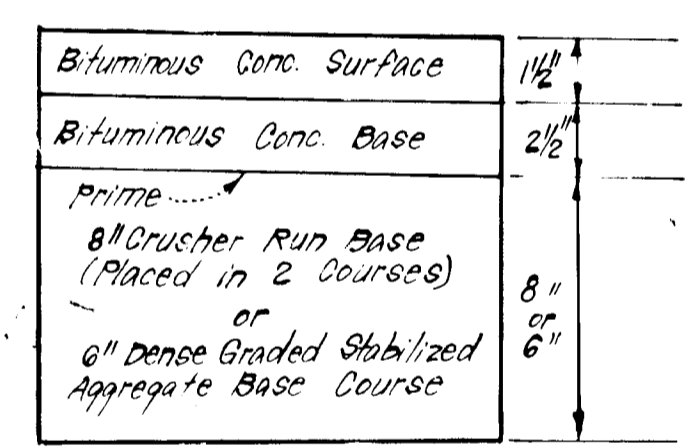 Bituminous Conc. Surface
1½"
Bituminous Conc. Base
2½"
Prime
8" Crusher Run Base
(Placed in 2 Courses)
or
6" Dense Graded Stabilized
Aggregate Base Course
8"
or
6"